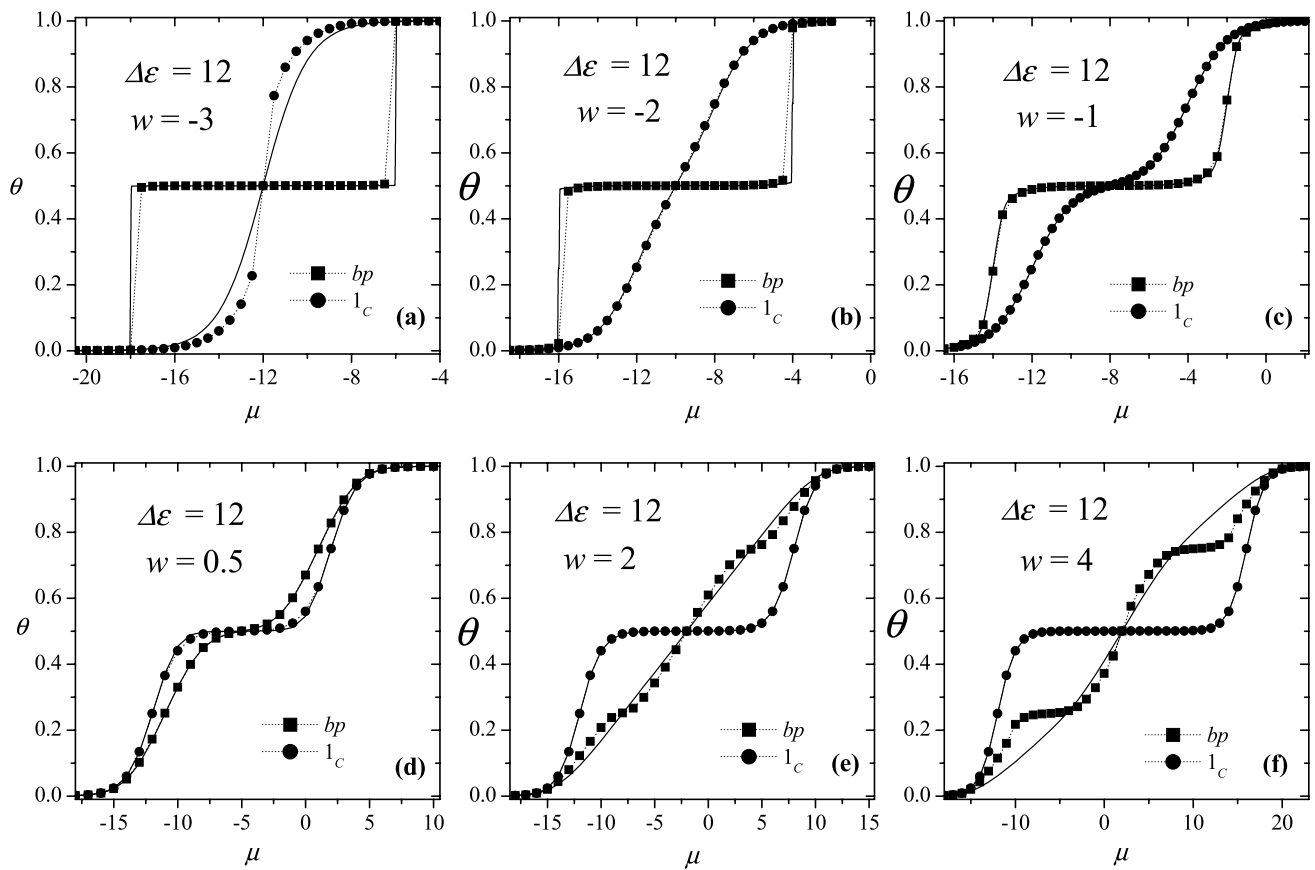 1.0
0.8
0.6
0.4
0.2
0.0
θ
Δε = 12
w = -3
bp
1c
(a)
-20 -16 -12 -8 -4
μ
1.0
0.8
0.6
0.4
0.2
0.0
θ
Δε = 12
w = -2
bp
1c
(b)
-16 -12 -8 -4 0
μ
1.0
0.8
0.6
0.4
0.2
0.0
θ
Δε = 12
w = -1
bp
1c
(c)
-16 -12 -8 -4 0
μ
1.0
0.8
0.6
0.4
0.2
0.0
θ
Δε = 12
w = 0.5
bp
1c
(d)
-15 -10 -5 0 5 10
μ
1.0
0.8
0.6
0.4
0.2
0.0
θ
Δε = 12
w = 2
bp
1c
(e)
-15 -10 -5 0 5 10 15
μ
1.0
0.8
0.6
0.4
0.2
0.0
θ
Δε = 12
w = 4
bp
1c
(f)
-10 0 10 20
μ